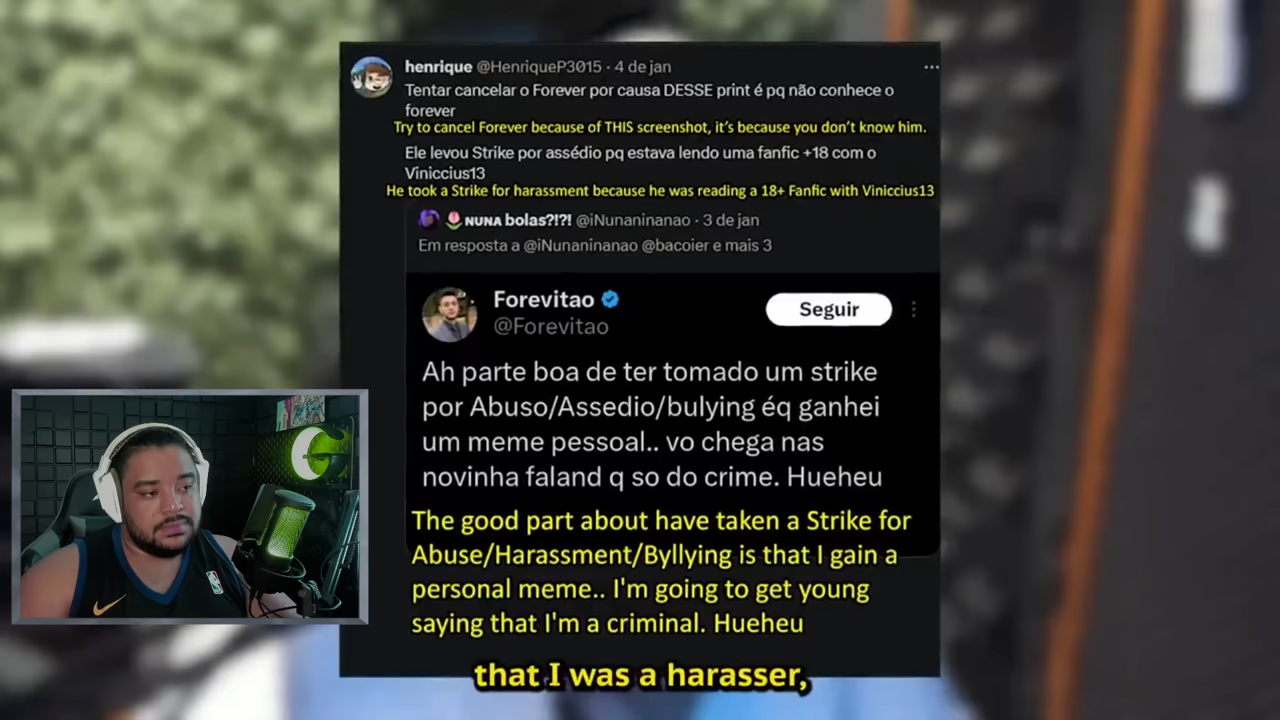 henrique @HenriqueP3015 · 4 de jan
Tentar cancelar o Forever por causa DESSE print é pq não conhece o
forever
Try to cancel Forever because of THIS screenshot, it's because you don't know him.
Ele levou Strike por assédio pq estava lendo uma fanfic +18 com o
Viniccius13
He took a Strike for harassment because he was reading a 18+ Fanfic with Viniccius13
NUNA bolas?!?! @iNunaninanao · 3 de jan
Em resposta a @iNunaninanao @bacoier e mais 3
Forevitao
@Forevitao
Seguir
Ah parte boa de ter tomado um strike
por Abuso/Assedio/bulying éq ganhei
um meme pessoal.. vo chega nas
novinha faland q so do crime. Hueheu
The good part about have taken a Strike for
Abuse/Harassment/Byllying is that I gain a
personal meme.. I'm going to get young
saying that I'm a criminal. Hueheu
that I was a harasser,